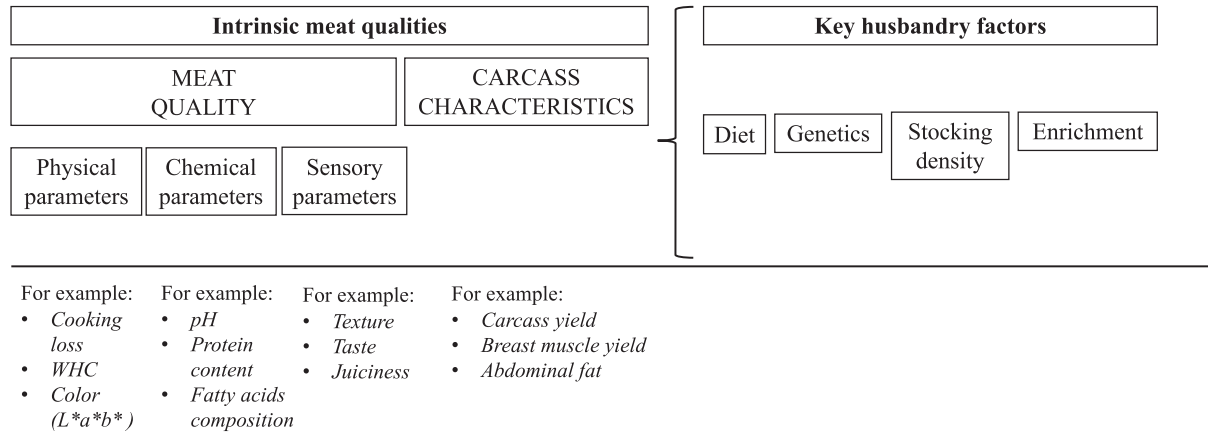 Intrinsic meat qualities
Key husbandry factors
MEAT
QUALITY
CARCASS
CHARACTERISTICS
Diet
Genetics
Stocking
density
Enrichment
Physical
parameters
Chemical
parameters
Sensory
parameters
For example:
• Cooking
loss
• WHC
• Color
(L*a*b* )
For example:
• pH
• Protein
content
• Fatty acids
composition
For example:
• Texture
• Taste
• Juiciness
For example:
• Carcass yield
• Breast muscle yield
• Abdominal fat